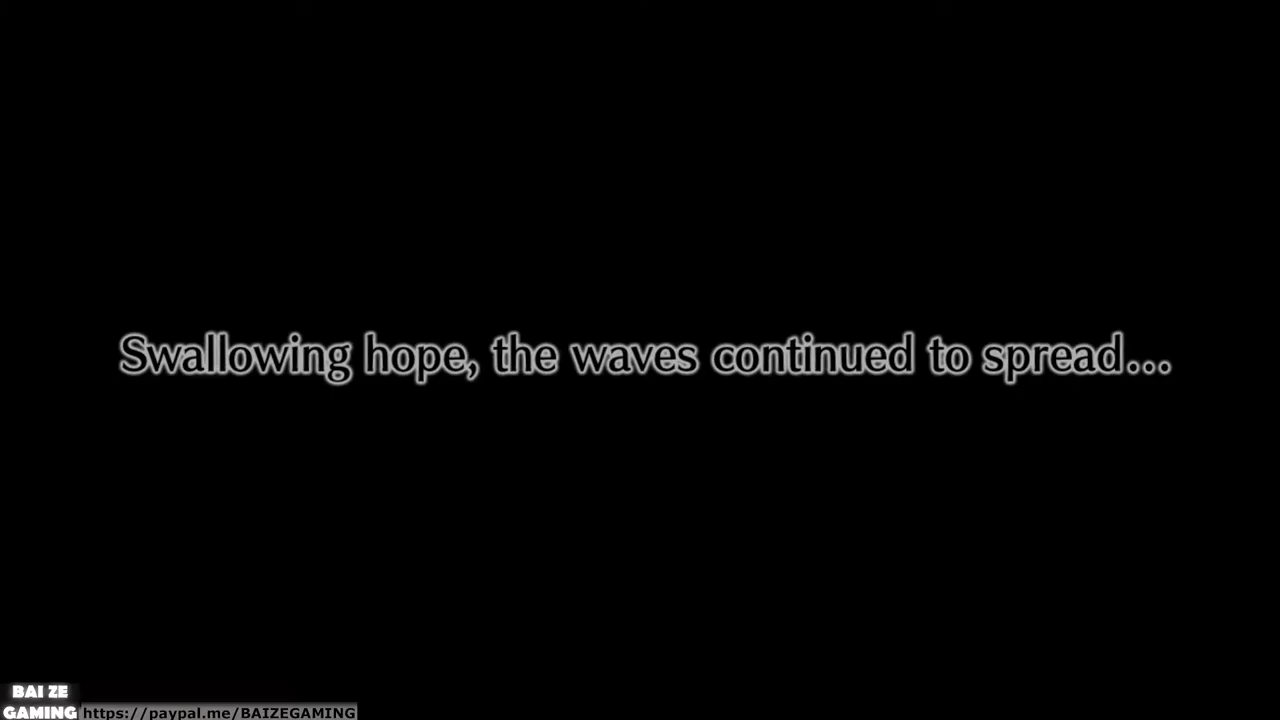 Swallowing hope, the waves continued to spread...
BAI ZE
GAMING https://paypal.me/BAIZEGAMING